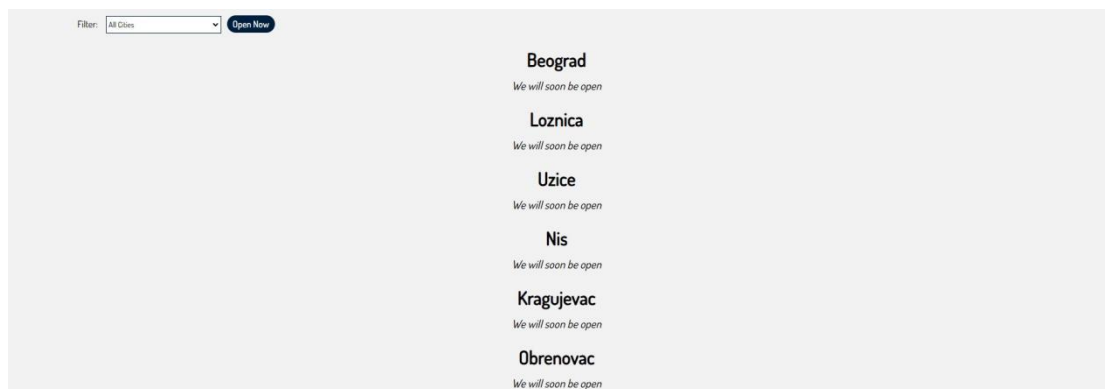 Filter: All Cities Open Now
Beograd
We will soon be open
Loznica
We will soon be open
Uzice
We will soon be open
Nis
We will soon be open
Kragujevac
We will soon be open
Obrenovac
We will soon be open